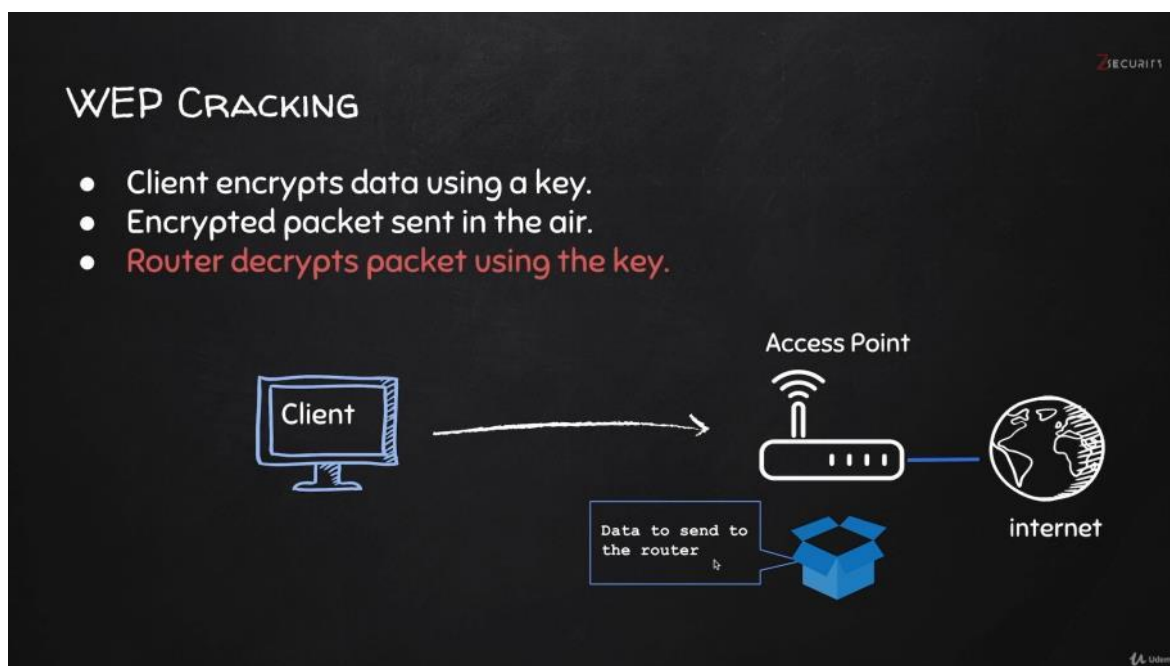 ZSECURITY
WEP CRACKING
Client encrypts data using a key.
Encrypted packet sent in the air.
Router decrypts packet using the key.
Access Point
Client
Data to send to
the router
internet